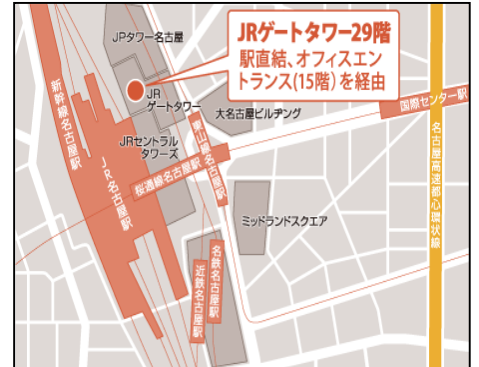 JPタワー名古屋
JRゲートタワー29階
駅直結、オフィスエン
トランス(15階)を経由
新幹線名古屋駅
JR
ゲートタワー
大名古屋ビルヂング
国際センター駅
JRセントラル
タワーズ
東山線名古屋駅
名古屋高速都心環状線
JR名古屋駅
桜通線名古屋駅
ミッドランドスクエア
名鉄名古屋駅
近鉄名古屋駅